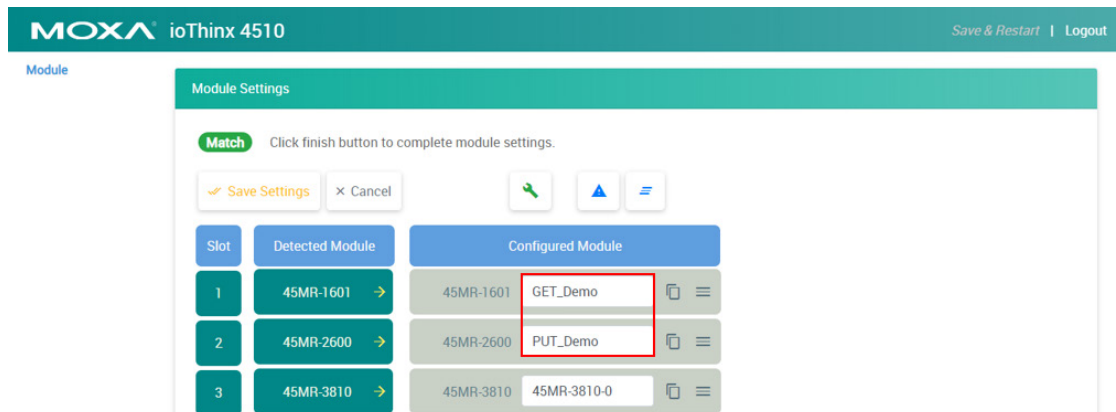 MOXA ioThinx 4510 Save & Restart | Logout
Module
Module Settings
Match Click finish button to complete module settings.
Save Settings × Cancel
Slot Detected Module Configured Module
1 45MR-1601 → 45MR-1601 GET_Demo
2 45MR-2600 → 45MR-2600 PUT_Demo
3 45MR-3810 → 45MR-3810 45MR-3810-0